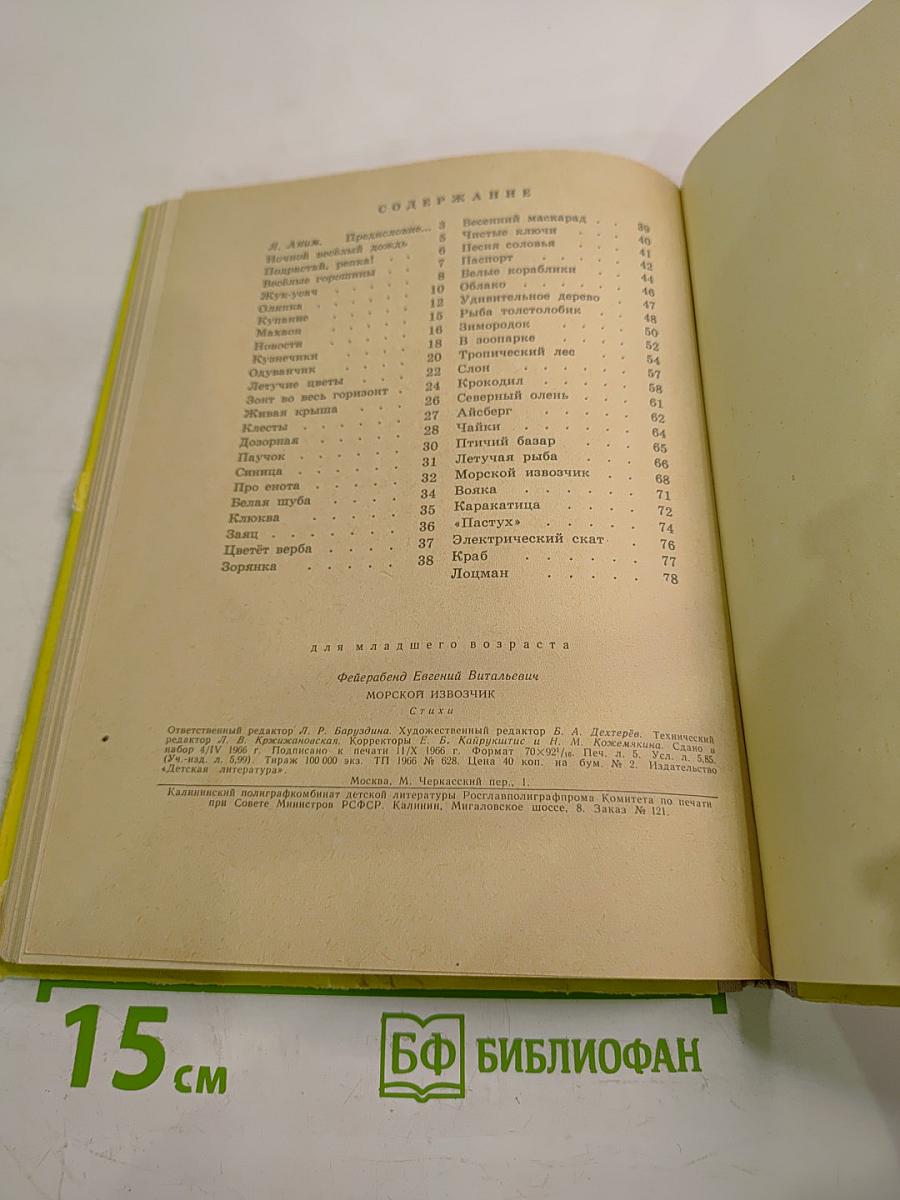 СОДЕРЖАНИЕ
Я. Аким. Предисловие... 3
Ночной весёлый дождь 5
Подрастай, репка! . . 6
Весёлые горошины . . 7
Жук-усач . . . . 8
Оляпка . . . . . 10
Купание . . . . . 12
Махаон . . . . . 15
Новости . . . . . 16
Кузнечики . . . . 18
Одуванчик . . . . 20
Летучие цветы . . . 22
Зонт во весь горизонт . 24
Живая крыша . . . 26
Клесты . . . . . 27
Дозорная . . . . 28
Паучок . . . . . 30
Синица . . . . . 31
Про енота . . . . 32
Белая шуба . . . . 34
Клюква . . . . 35
Заяц . . . . . . 36
Цветёт верба . . . . 37
Зорянка . . . . . 38
Весенний маскарад . . 39
Чистые ключи . . . 40
Песня соловья . . . 41
Паспорт . . . . 42
Белые кораблики . . 44
Облако . . . . . 46
Удивительное дерево . 47
Рыба толстолобик . . 48
Зимородок . . . . 50
В зоопарке . . . . 52
Тропический лес . . 54
Слон . . . . . 57
Крокодил . . . . 58
Северный олень . . . 61
Айсберг . . . . 62
Чайки . . . . . 64
Птичий базар . . . 65
Летучая рыба . . . 66
Морской извозчик . . 68
Вояка . . . . . 71
Каракатица . . . . 72
«Пастух» . . . . 74
Электрический скат . 76
Краб . . . . . 77
Лоцман . . . . . 78
для младшего возраста
Фейерабенд Евгений Витальевич
МОРСКОЙ ИЗВОЗЧИК
Стихи
Ответственный редактор Л. Р. Баруздина. Художественный редактор Б. А. Дехтерёв. Технический
редактор Л. В. Кржижановская. Корректоры Е. Б. Кайрукштис и Н. М. Кожемякина. Сдано в
набор 4/IV 1966 г. Подписано к печати 11/X 1966 г. Формат 70×92¹/₁₆. Печ. л. 5. Усл. л. 5,85.
(Уч.-изд. л. 5,99). Тираж 100 000 экз. ТП 1966 № 628. Цена 40 коп. на бум. № 2. Издательство
«Детская литература».
Москва, М. Черкасский пер., 1.
Калининский полиграфкомбинат детской литературы Росглавполиграфпрома Комитета по печати
при Совете Министров РСФСР. Калинин, Мигаловское шоссе, 8. Заказ № 121.
15 см
БФ БИБЛИОФАН